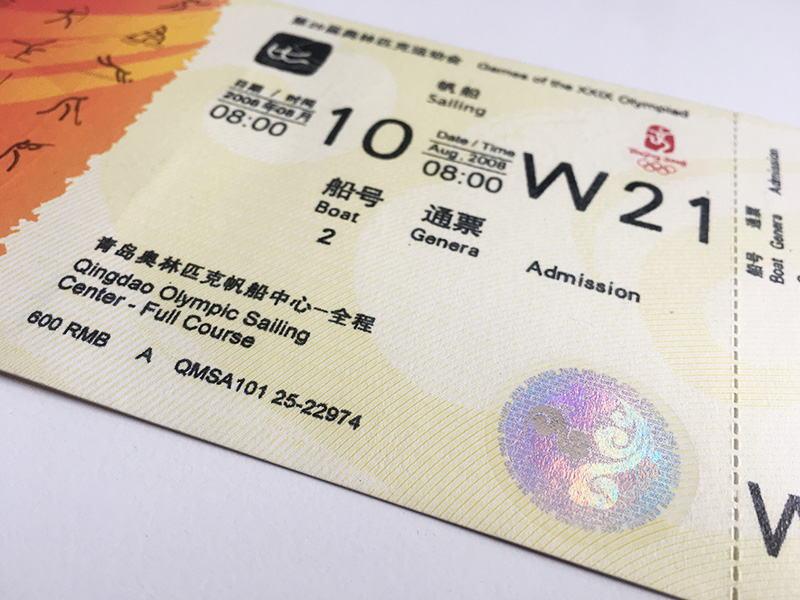 第29届奥林匹克运动会 Games of the XXIX Olympiad
帆船
Sailing
日期 / 时间
2008年08月
08:00
10
Date / Time
Aug, 2008
08:00
W21
Beijing 2008
船号
Boat
2
通票
Genera Admission
青岛奥林匹克帆船中心-全程
Qingdao Olympic Sailing
Center - Full Course
600 RMB A QMSA101 25-22974
船号 通票
Boat Genera Admission
W